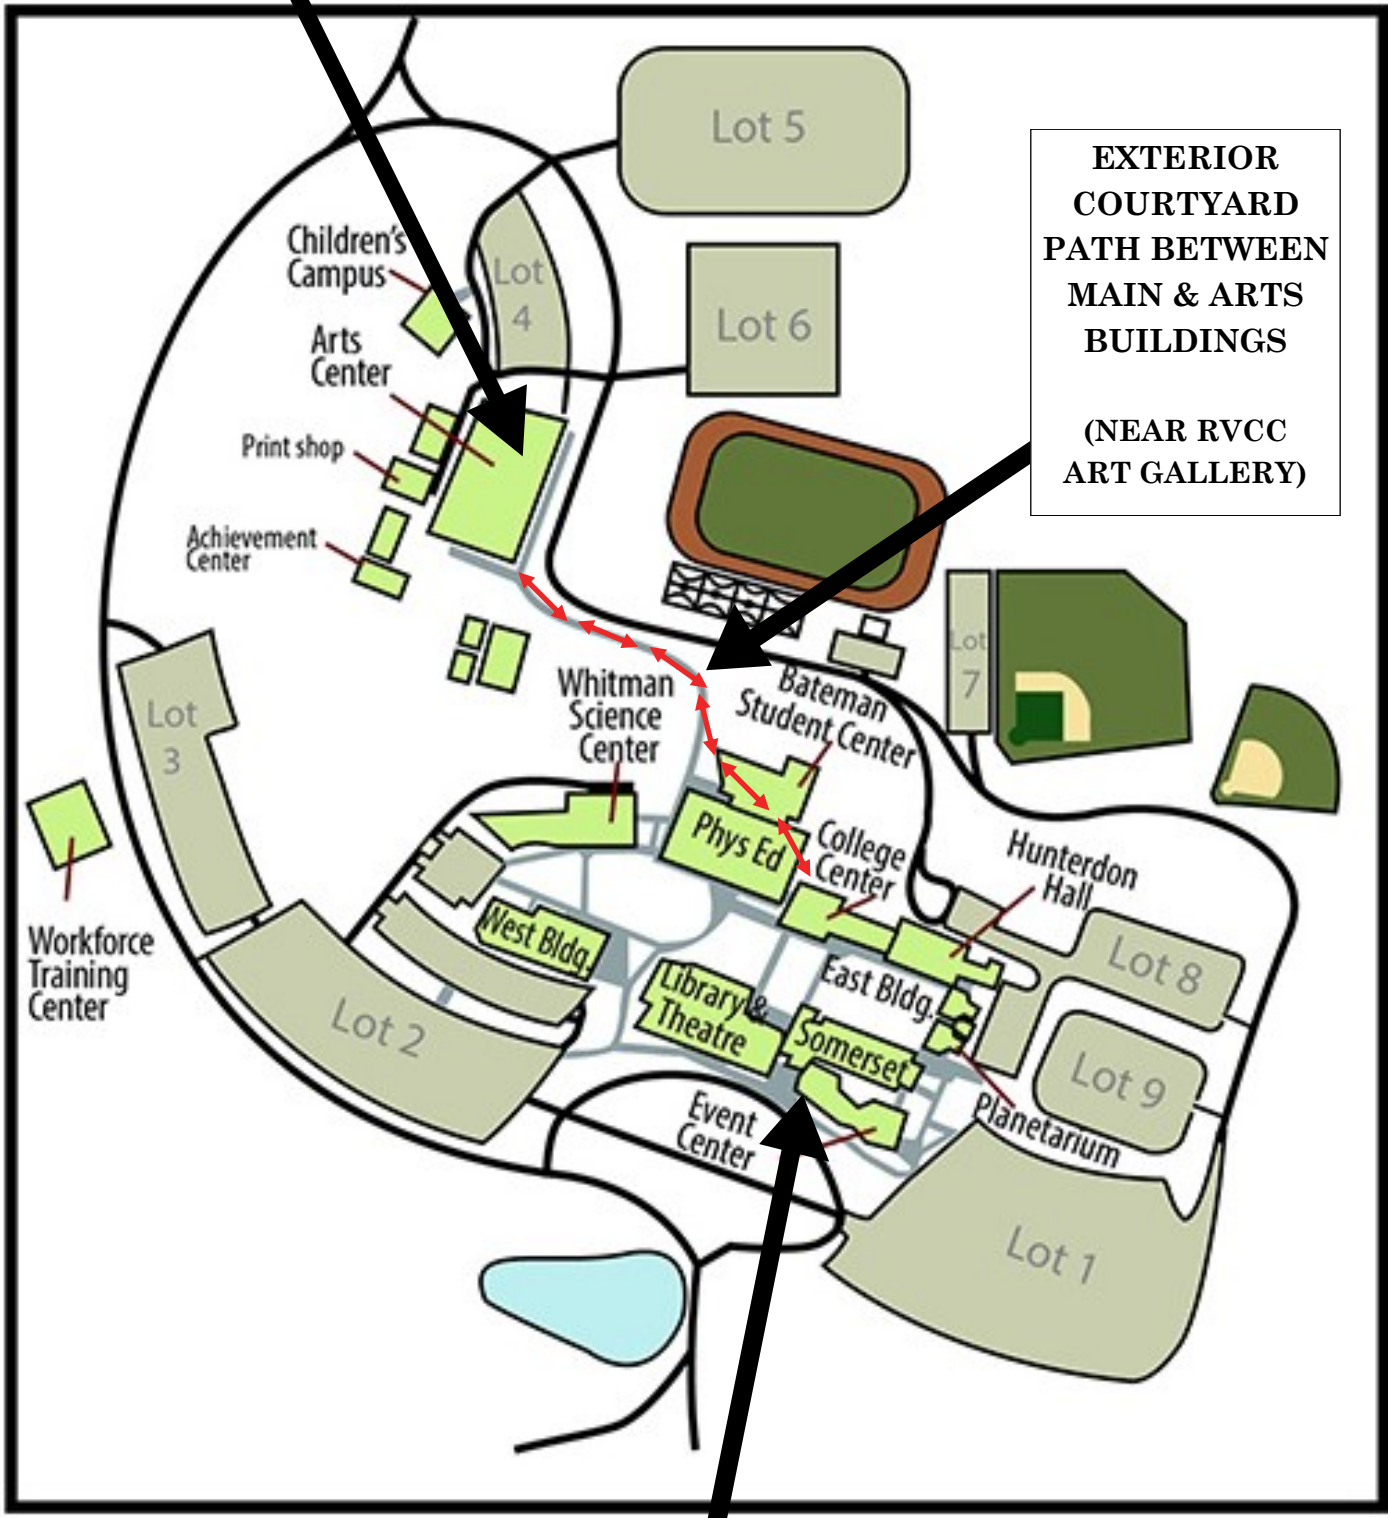 Lot 5
EXTERIOR
COURTYARD
PATH BETWEEN
MAIN & ARTS
BUILDINGS
(NEAR RVCC
ART GALLERY)
Children's
Campus
Lot
4
Lot 6
Arts
Center
Print shop
Achievement
Center
Lot
7
Whitman
Science
Center
Bateman
Student Center
Lot
3
Phys Ed
College
Center
Hunterdon
Hall
West Bldg.
Workforce
Training
Center
Library &
Theatre
East Bldg.
Lot 8
Lot 2
Somerset
Lot 9
Event
Center
Planetarium
Lot 1